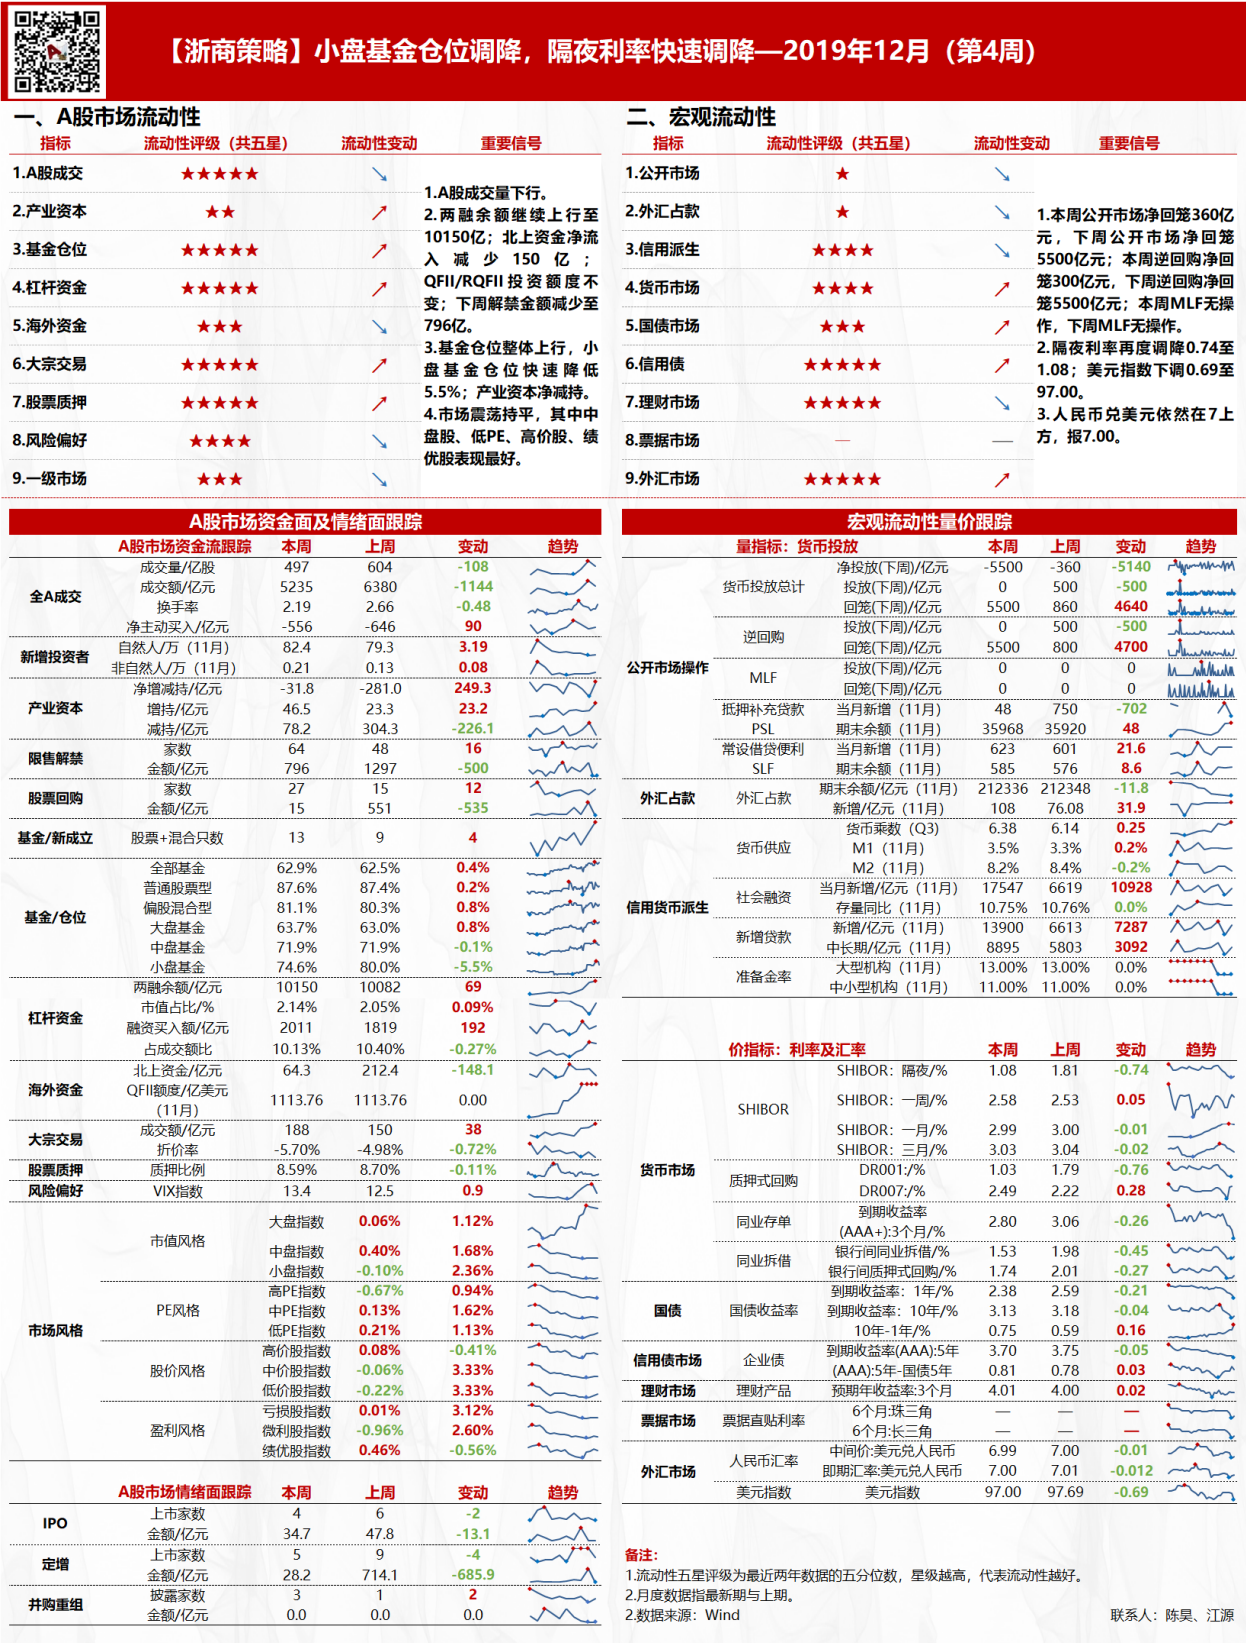 【浙商策略】小盘基金仓位调降，隔夜利率快速调降—2019年12月（第4周）
一、A股市场流动性
指标 流动性评级（共五星） 流动性变动 重要信号
1.A股成交 ★★★★★ ↘
2.产业资本 ★★ ↗
3.基金仓位 ★★★★★ ↗
4.杠杆资金 ★★★★★ ↗
5.海外资金 ★★★ ↘
6.大宗交易 ★★★★★ ↗
7.股票质押 ★★★★★ ↗
8.风险偏好 ★★★★ ↘
9.一级市场 ★★★ ↘
1.A股成交量下行。
2.两融余额继续上行至
10150亿；北上资金净流
入减少150亿；
QFII/RQFII投资额度不
变；下周解禁金额减少至
796亿。
3.基金仓位整体上行，小
盘基金仓位快速降低
5.5%；产业资本净减持。
4.市场震荡持平，其中中
盘股、低PE、高价股、绩
优股表现最好。
二、宏观流动性
指标 流动性评级（共五星） 流动性变动 重要信号
1.公开市场 ★ ↘
2.外汇占款 ★ ↘
3.信用派生 ★★★★ ↘
4.货币市场 ★★★★ ↗
5.国债市场 ★★★ ↗
6.信用债 ★★★★★ ↗
7.理财市场 ★★★★★ ↘
8.票据市场 — —
9.外汇市场 ★★★★★ ↗
1.本周公开市场净回笼360亿
元，下周公开市场净回笼
5500亿元；本周逆回购净回
笼300亿元，下周逆回购净回
笼5500亿元；本周MLF无操
作，下周MLF无操作。
2.隔夜利率再度调降0.74至
1.08；美元指数下调0.69至
97.00。
3.人民币兑美元依然在7上
方，报7.00。
A股市场资金面及情绪面跟踪
A股市场资金流跟踪 本周 上周 变动 趋势
全A成交
成交量/亿股 497 604 -108
成交额/亿元 5235 6380 -1144
换手率 2.19 2.66 -0.48
净主动买入/亿元 -556 -646 90
新增投资者
自然人/万（11月） 82.4 79.3 3.19
非自然人/万（11月） 0.21 0.13 0.08
产业资本
净增减持/亿元 -31.8 -281.0 249.3
增持/亿元 46.5 23.3 23.2
减持/亿元 78.2 304.3 -226.1
限售解禁
家数 64 48 16
金额/亿元 796 1297 -500
股票回购
家数 27 15 12
金额/亿元 15 551 -535
基金/新成立 股票+混合只数 13 9 4
基金/仓位
全部基金 62.9% 62.5% 0.4%
普通股票型 87.6% 87.4% 0.2%
偏股混合型 81.1% 80.3% 0.8%
大盘基金 63.7% 63.0% 0.8%
中盘基金 71.9% 71.9% -0.1%
小盘基金 74.6% 80.0% -5.5%
杠杆资金
两融余额/亿元 10150 10082 69
市值占比/% 2.14% 2.05% 0.09%
融资买入额/亿元 2011 1819 192
占成交额比 10.13% 10.40% -0.27%
海外资金
北上资金/亿元 64.3 212.4 -148.1
QFII额度/亿美元
（11月） 1113.76 1113.76 0.00
大宗交易
成交额/亿元 188 150 38
折价率 -5.70% -4.98% -0.72%
股票质押 质押比例 8.59% 8.70% -0.11%
风险偏好 VIX指数 13.4 12.5 0.9
市场风格
市值风格
大盘指数 0.06% 1.12%
中盘指数 0.40% 1.68%
小盘指数 -0.10% 2.36%
PE风格
高PE指数 -0.67% 0.94%
中PE指数 0.13% 1.62%
低PE指数 0.21% 1.13%
股价风格
高价股指数 0.08% -0.41%
中价股指数 -0.06% 3.33%
低价股指数 -0.22% 3.33%
盈利风格
亏损股指数 0.01% 3.12%
微利股指数 -0.96% 2.60%
绩优股指数 0.46% -0.56%
A股市场情绪面跟踪 本周 上周 变动 趋势
IPO
上市家数 4 6 -2
金额/亿元 34.7 47.8 -13.1
定增
上市家数 5 9 -4
金额/亿元 28.2 714.1 -685.9
并购重组
披露家数 3 1 2
金额/亿元 0.0 0.0 0.0
宏观流动性量价跟踪
量指标：货币投放 本周 上周 变动 趋势
公开市场操作
货币投放总计
净投放(下周)/亿元 -5500 -360 -5140
投放(下周)/亿元 0 500 -500
回笼(下周)/亿元 5500 860 4640
逆回购
投放(下周)/亿元 0 500 -500
回笼(下周)/亿元 5500 800 4700
MLF
投放(下周)/亿元 0 0 0
回笼(下周)/亿元 0 0 0
抵押补充贷款 当月新增（11月） 48 750 -702
PSL 期末余额（11月） 35968 35920 48
常设借贷便利 当月新增（11月） 623 601 21.6
SLF 期末余额（11月） 585 576 8.6
外汇占款 外汇占款
期末余额/亿元（11月） 212336 212348 -11.8
新增/亿元（11月） 108 76.08 31.9
信用货币派生
货币供应
货币乘数（Q3) 6.38 6.14 0.25
M1（11月） 3.5% 3.3% 0.2%
M2（11月） 8.2% 8.4% -0.2%
社会融资
当月新增/亿元（11月） 17547 6619 10928
存量同比（11月） 10.75% 10.76% 0.0%
新增贷款
新增/亿元（11月） 13900 6613 7287
中长期/亿元（11月） 8895 5803 3092
准备金率
大型机构（11月） 13.00% 13.00% 0.0%
中小型机构（11月） 11.00% 11.00% 0.0%
价指标：利率及汇率 本周 上周 变动 趋势
货币市场
SHIBOR
SHIBOR：隔夜/% 1.08 1.81 -0.74
SHIBOR：一周/% 2.58 2.53 0.05
SHIBOR：一月/% 2.99 3.00 -0.01
SHIBOR：三月/% 3.03 3.04 -0.02
质押式回购
DR001:/% 1.03 1.79 -0.76
DR007:/% 2.49 2.22 0.28
同业存单
到期收益率
(AAA+):3个月/% 2.80 3.06 -0.26
同业拆借
银行间同业拆借/% 1.53 1.98 -0.45
银行间质押式回购/% 1.74 2.01 -0.27
国债 国债收益率
到期收益率：1年/% 2.38 2.59 -0.21
到期收益率：10年/% 3.13 3.18 -0.04
10年-1年/% 0.75 0.59 0.16
信用债市场 企业债
到期收益率(AAA):5年 3.70 3.75 -0.05
(AAA):5年-国债5年 0.81 0.78 0.03
理财市场 理财产品 预期年收益率:3个月 4.01 4.00 0.02
票据市场 票据直贴利率
6个月:珠三角 — — —
6个月:长三角 — — —
外汇市场
人民币汇率
中间价:美元兑人民币 6.99 7.00 -0.01
即期汇率:美元兑人民币 7.00 7.01 -0.012
美元指数 美元指数 97.00 97.69 -0.69
备注：
1.流动性五星评级为最近两年数据的五分位数，星级越高，代表流动性越好。
2.月度数据指最新期与上期。
2.数据来源：Wind 联系人：陈昊、江源